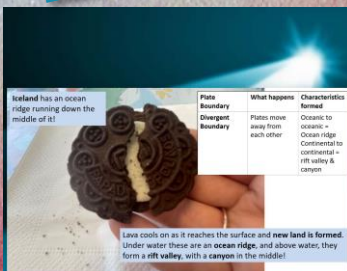 Iceland has an ocean
ridge running down the
middle of it!
Plate
Boundary
What happens
Characteristics
formed
Divergent
Boundary
Plates move
away from
each other
Oceanic to
oceanic =
Ocean ridge
Continental to
continental =
rift valley &
canyon
Lava cools on as it reaches the surface and new land is formed.
Under water these are an ocean ridge, and above water, they
form a rift valley, with a canyon in the middle!